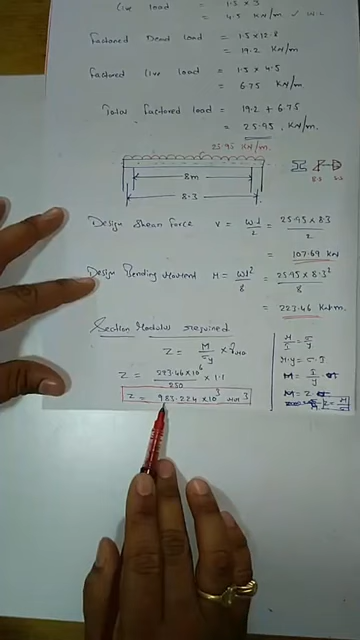 Live load = 1.5 x 3
= 4.5 KN/m
Factored Dead load = 1.5 x 12.8
= 19.2 KN/m
Factored Live load = 1.5 x 4.5
= 6.75 KN/m
Total factored load = 19.2 + 6.75
= 25.95 KN/m.
25.95 KN/m.
8m
8.3
Design Shear Force V = Wl/2 = 25.95 x 8.3/2
= 107.69 KN
Design Bending Moment M = Wl²/8 = 25.95 x 8.3²/8
= 223.46 KN.m
Section Modulus required
Z = M/σy x γmo
Z = 223.46 x 10⁶/250 x 1.1
Z = 983.224 x 10³ mm³
M/I = σ/y
M = Z σ